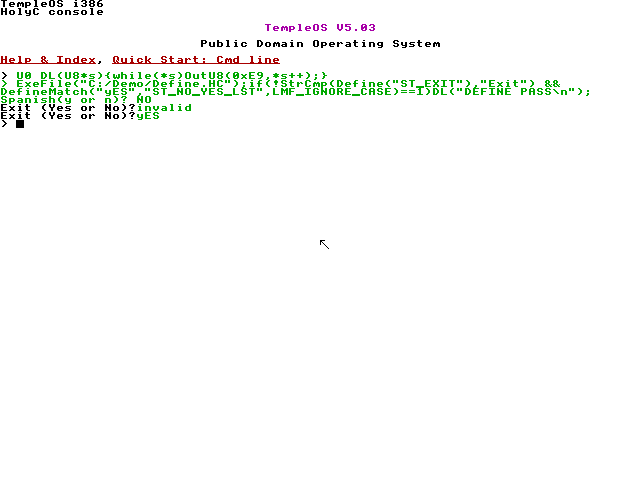 TempleOS i386
HolyC console
TempleOS V5.03
Public Domain Operating System
Help & Index, Quick Start: Cmd line
> U0 DL(U8*s){while(*s)OutU8(0xE9,*s++);}
> ExeFile("C:/Demo/Define.HC");if(!StrCmp(Define("ST_EXIT"),"Exit") &&
DefineMatch("yES","ST_NO_YES_LST",LMF_IGNORE_CASE)==1)DL("DEFINE PASS\n");
Spanish(y or n)? NO
Exit (Yes or No)?invalid
Exit (Yes or No)?yES
>